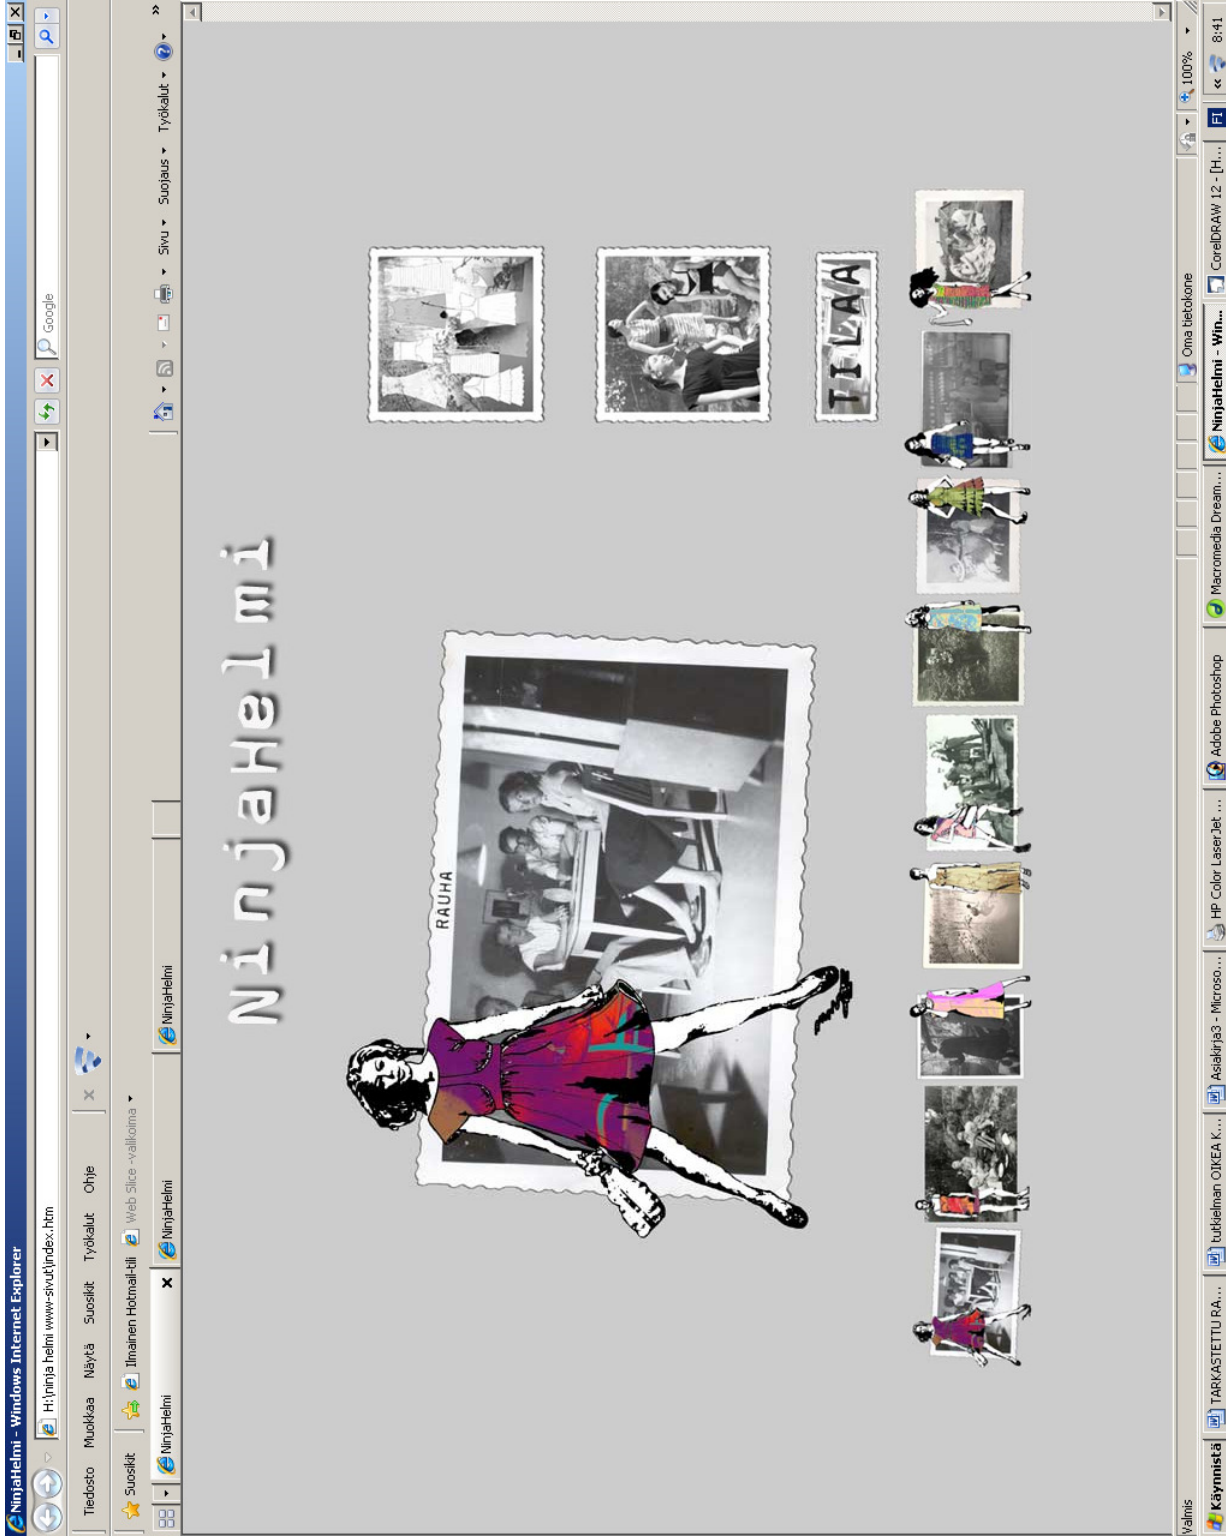 NinjaHelmi - Windows Internet Explorer
H:\ninja helmi www-sivut\index.htm
Google
Tiedosto Muokkaa Näytä Suosikit Työkalut Ohje
Suosikit Ilmainen Hotmail-tili Web Slice -valikoima
NinjaHelmi NinjaHelmi NinjaHelmi Sivu Suojaus Työkalut
NinjaHelmi
RAUHA
TILAA
Valmis Oma tietokone 100%
Käynnistä TARKASTETTU RA... tutkielman OIKEA K... Asiakirja3 - Microso... HP Color LaserJet ... Adobe Photoshop Macromedia Dream... NinjaHelmi - Win... CorelDRAW 12 - [H... FI 8:41